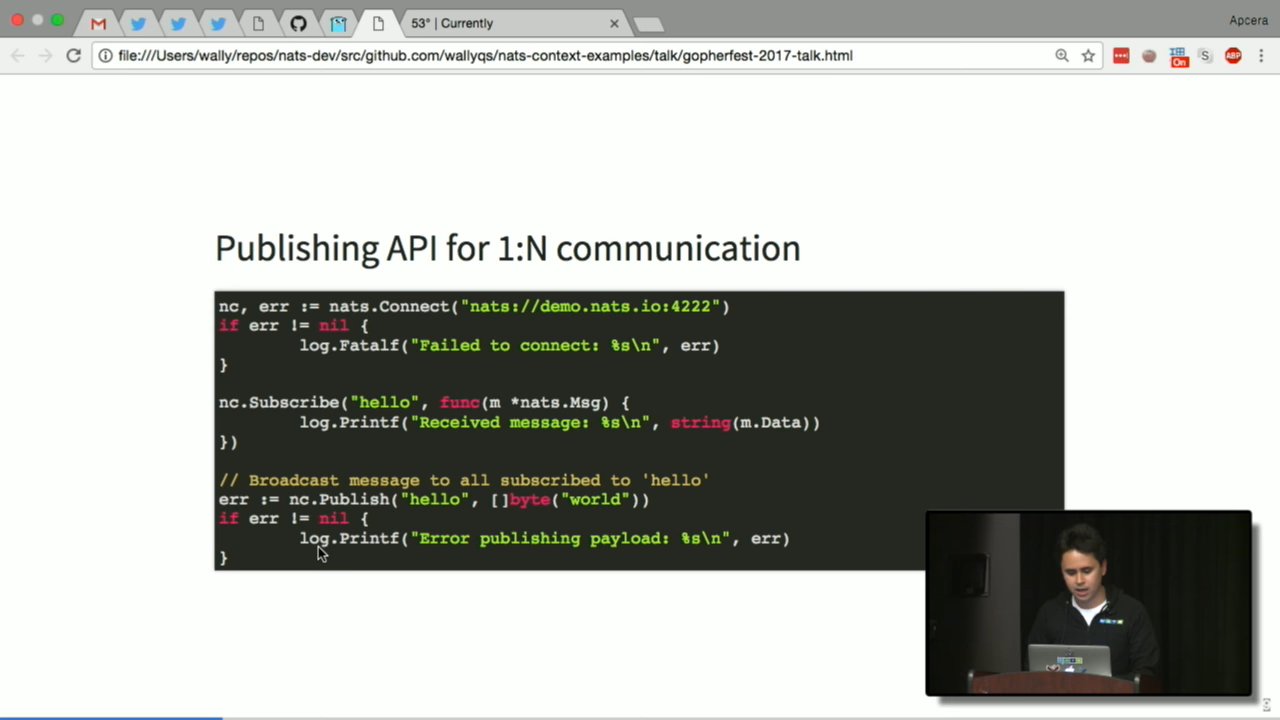 53° | Currently
Apcera
file:///Users/wally/repos/nats-dev/src/github.com/wallyqs/nats-context-examples/talk/gopherfest-2017-talk.html
On
S
ABP
Publishing API for 1:N communication
nc, err := nats.Connect("nats://demo.nats.io:4222")
if err != nil {
log.Fatalf("Failed to connect: %s\n", err)
}
nc.Subscribe("hello", func(m *nats.Msg) {
log.Printf("Received message: %s\n", string(m.Data))
})
// Broadcast message to all subscribed to 'hello'
err := nc.Publish("hello", []byte("world"))
if err != nil {
log.Printf("Error publishing payload: %s\n", err)
}